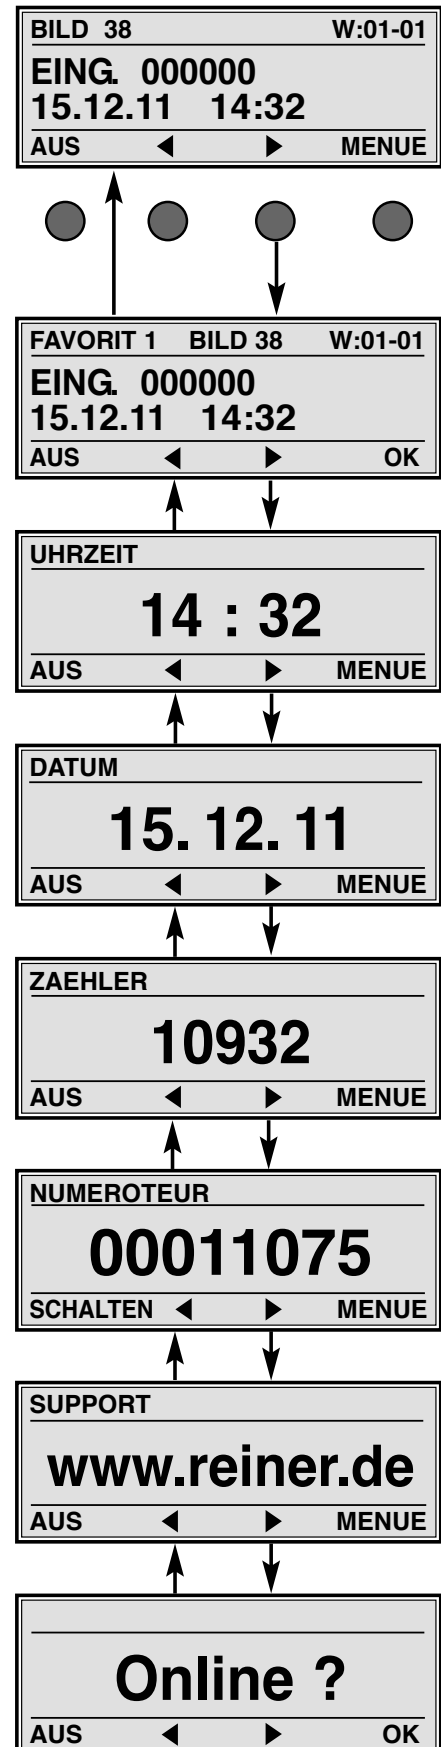 BILD 38 W:01-01
EING. 000000
15.12.11 14:32
AUS ◀ ▶ MENUE
FAVORIT 1 BILD 38 W:01-01
EING. 000000
15.12.11 14:32
AUS ◀ ▶ OK
UHRZEIT
14 : 32
AUS ◀ ▶ MENUE
DATUM
15. 12. 11
AUS ◀ ▶ MENUE
ZAEHLER
10932
AUS ◀ ▶ MENUE
NUMEROTEUR
00011075
SCHALTEN ◀ ▶ MENUE
SUPPORT
www.reiner.de
AUS ◀ ▶ MENUE
Online ?
AUS ◀ ▶ OK